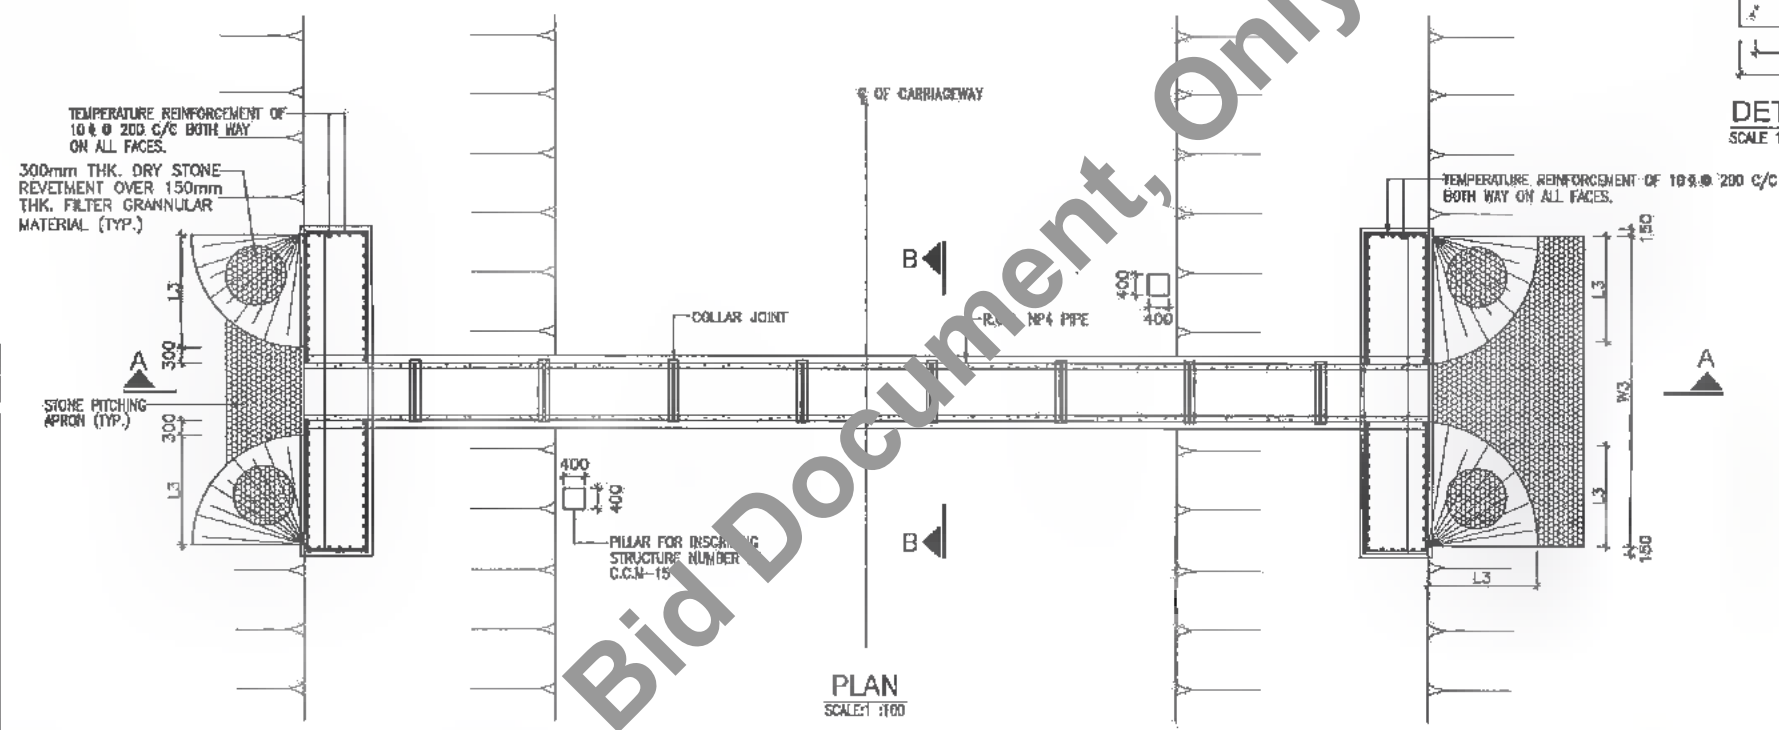 TEMPERATURE REINFORCEMENT OF
10 ɸ @ 200 C/C BOTH WAY
ON ALL FACES.
300mm THK. DRY STONE
REVETMENT OVER 150mm
THK. FILTER GRANNULAR
MATERIAL (TYP.)
L3
300
A
STONE PITCHING
APRON (TYP.)
300
L3
℄ OF CARRIAGEWAY
B
400
400
COLLAR JOINT
NP4 PIPE
400
400
PILLAR FOR INSCRIBING
STRUCTURE NUMBER
B
PLAN
SCALE:1 :100
DET
SCALE 1
TEMPERATURE REINFORCEMENT OF 10 ɸ @ 200 C/C
BOTH WAY ON ALL FACES.
150
L3
W3
A
L3
150
L3
Bid Document, Only